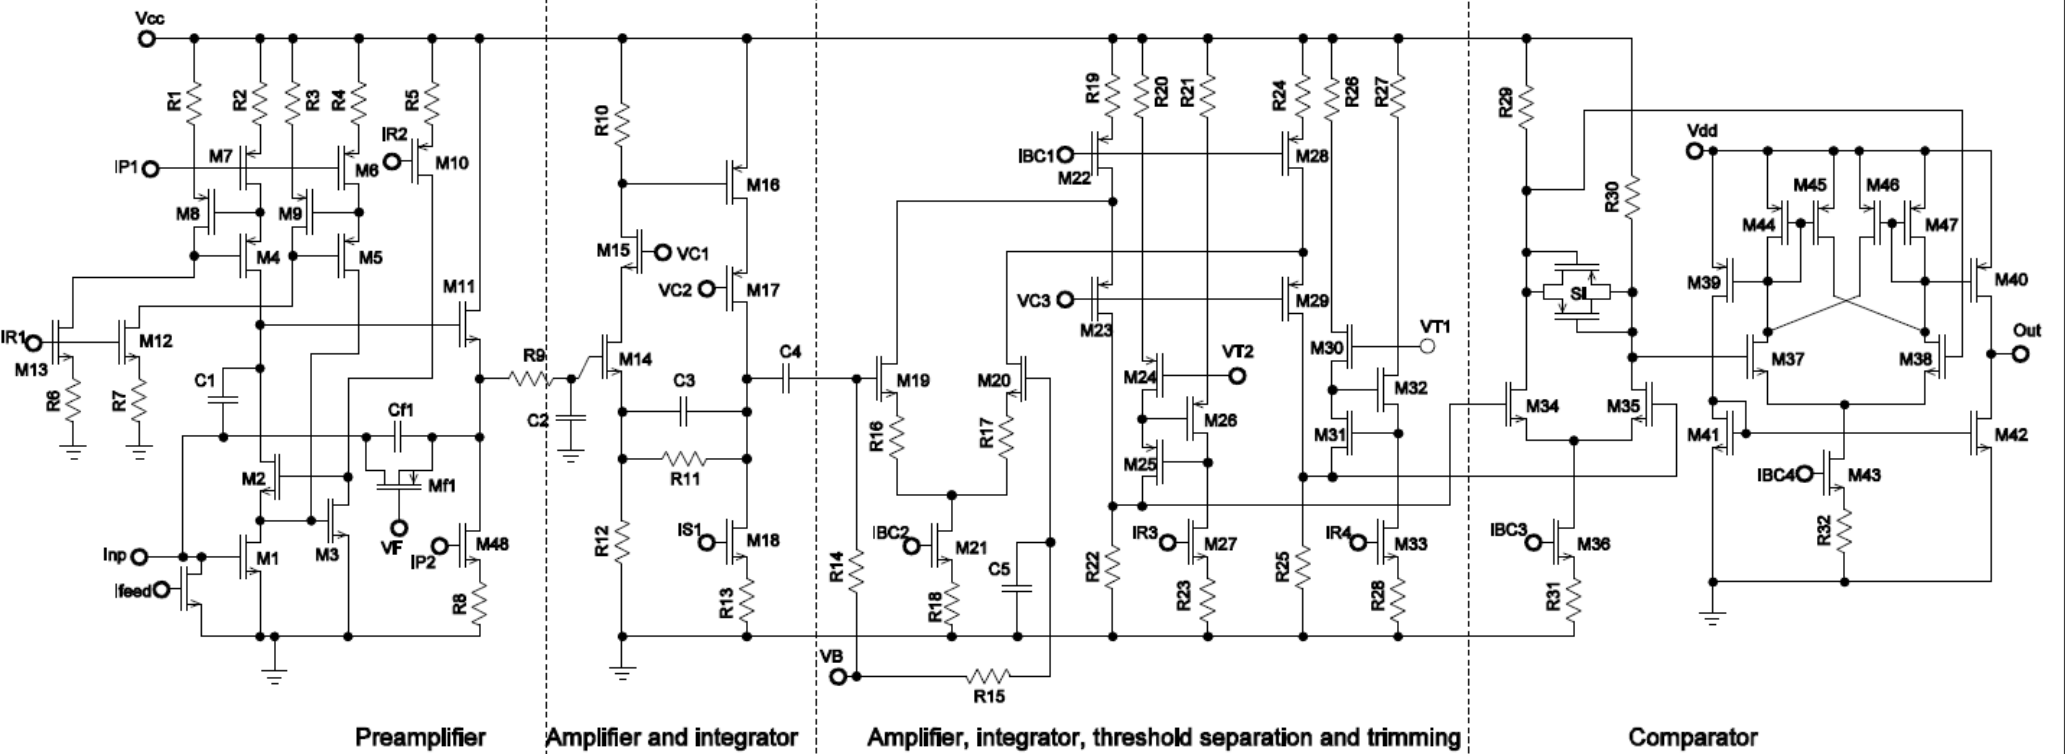 Vcc
R1
R2
R3
R4
R5
R10
R19
R20
R21
R24
R26
R27
R29
Vdd
IR2
IP1
M7
M6
M10
IBC1
M22
M28
M16
M45
M46
R30
M8
M9
M44
M47
M4
M5
M15
VC1
M11
VC2
M17
VC3
M23
M29
M39
SI
M40
IR1
M13
M12
VT1
Out
R9
M14
C4
M30
M37
M38
R6
R7
C1
C3
M19
M20
M24
VT2
M32
Cf1
C2
R16
R17
M26
M31
M34
M35
M41
M42
M2
Mf1
R11
M25
IBC4
M43
VF
M3
Inp
M1
IP2
M48
R12
IS1
M18
IBC2
M21
C5
IR3
M27
IR4
M33
IBC3
M36
R32
Ifeed
R8
R13
R14
R18
R22
R23
R25
R28
R31
VB
R15
Preamplifier
Amplifier and integrator
Amplifier, integrator, threshold separation and trimming
Comparator